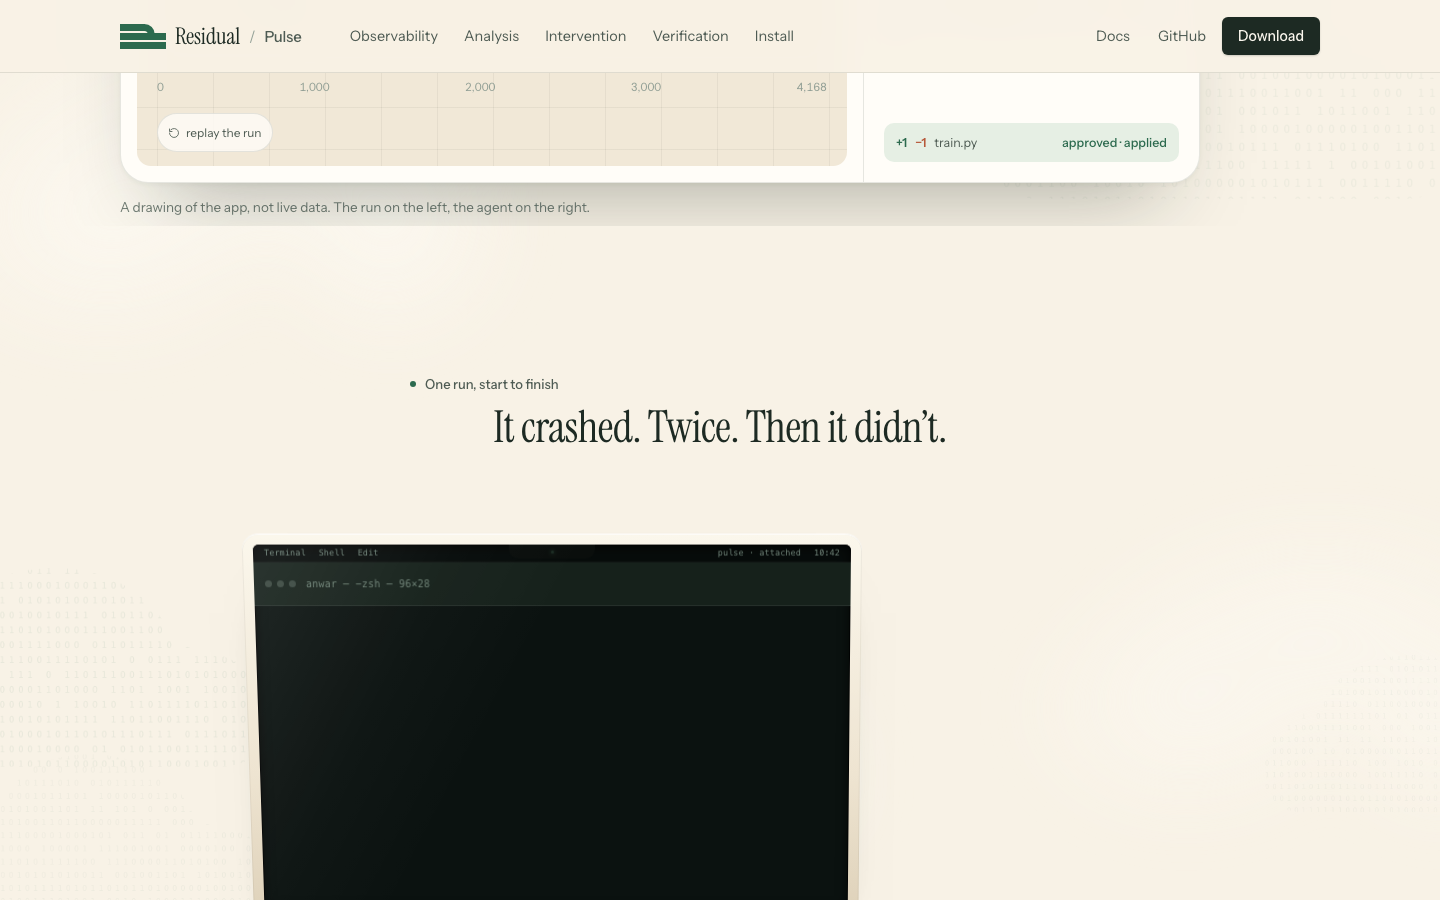 Residual / Pulse Observability Analysis Intervention Verification Install Docs GitHub Download
0 1,000 2,000 3,000 4,168
replay the run
+1 −1 train.py approved · applied
A drawing of the app, not live data. The run on the left, the agent on the right.
One run, start to finish
It crashed. Twice. Then it didn’t.
Terminal Shell Edit pulse · attached 10:42
anwar — -zsh — 96×28